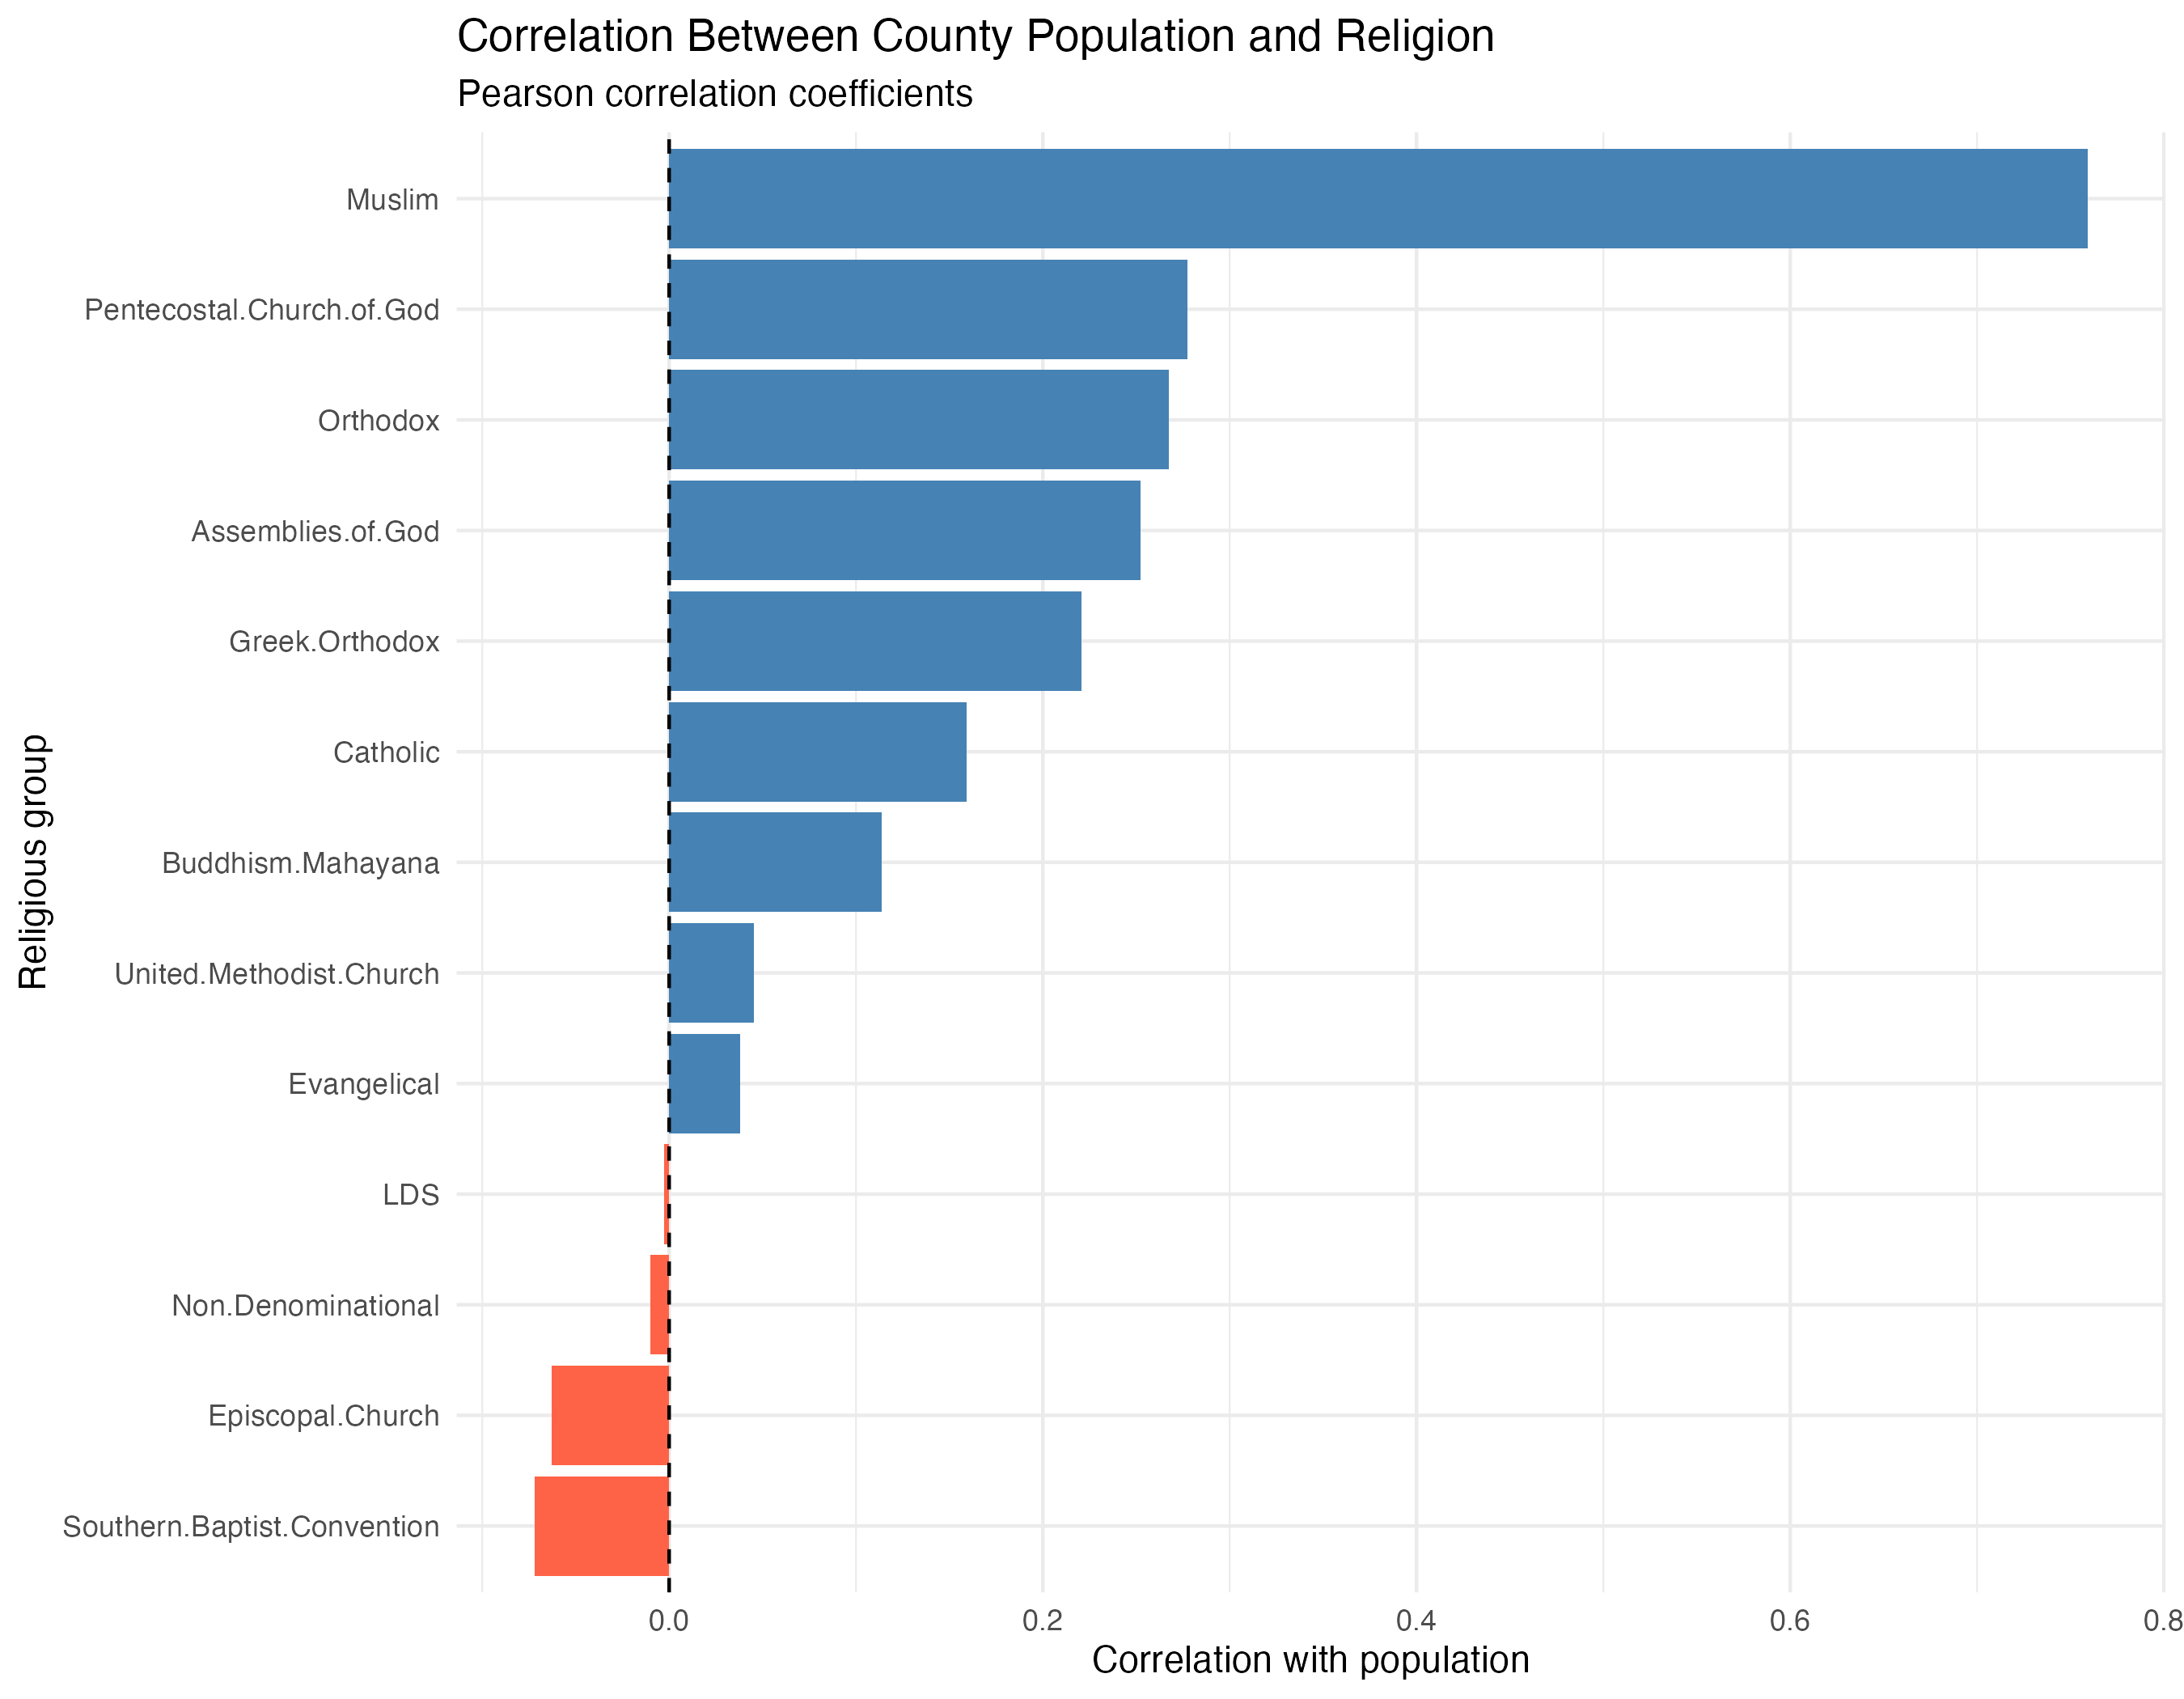 Correlation Between County Population and Religion
Pearson correlation coefficients
Religious group
Muslim
Pentecostal.Church.of.God
Orthodox
Assemblies.of.God
Greek.Orthodox
Catholic
Buddhism.Mahayana
United.Methodist.Church
Evangelical
LDS
Non.Denominational
Episcopal.Church
Southern.Baptist.Convention
0.0 0.2 0.4 0.6 0.8
Correlation with population